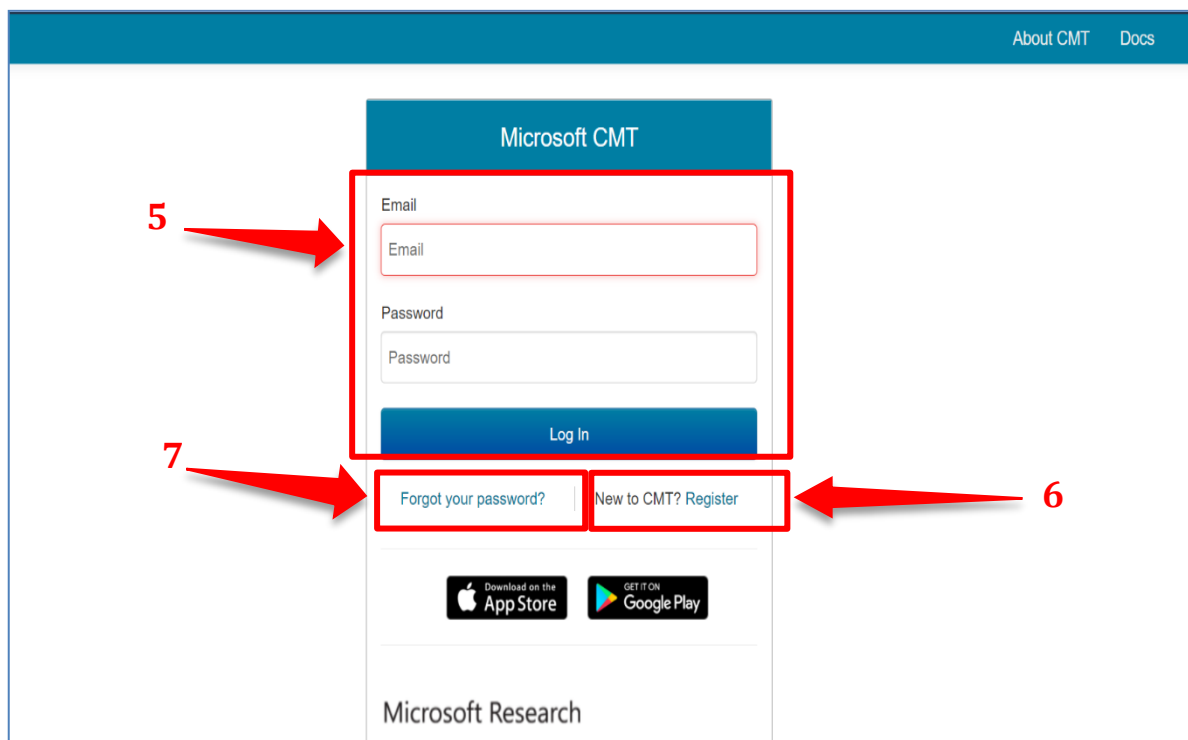 About CMT Docs
Microsoft CMT
Email
5
Email
Password
Password
Log In
7
Forgot your password? New to CMT? Register
6
Download on the
App Store
GET IT ON
Google Play
Microsoft Research